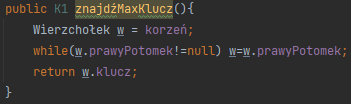 public K1 znajdźMaxKlucz(){
Wierzchołek w = korzeń;
while(w.prawyPotomek!=null) w=w.prawyPotomek;
return w.klucz;
}